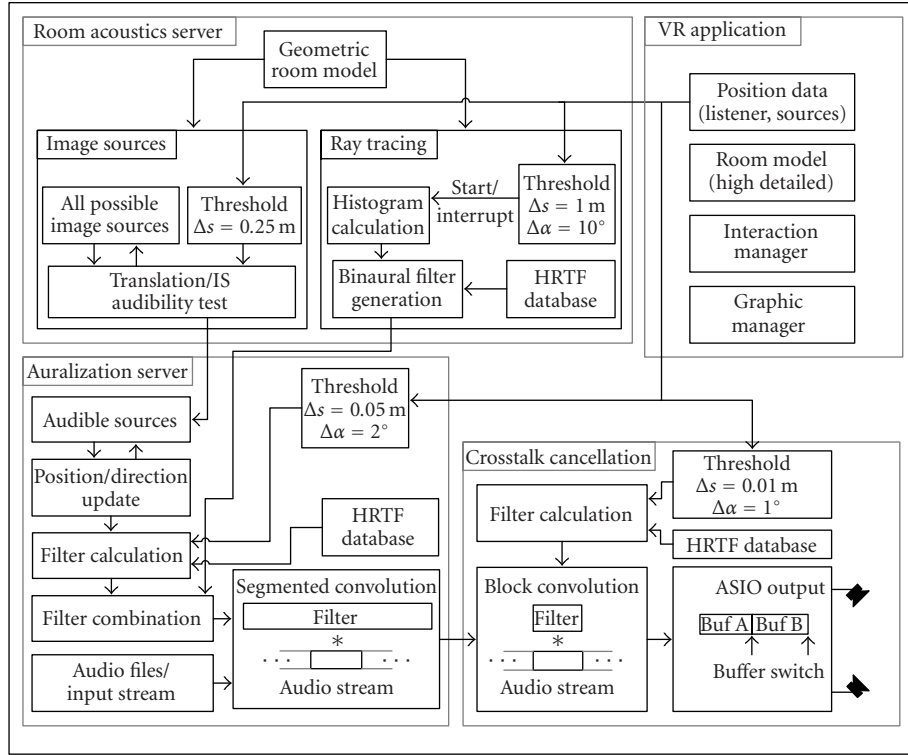 Room acoustics server
Geometric
room model
Image sources
All possible
image sources
Threshold
Δs = 0.25 m
Translation/IS
audibility test
Ray tracing
Histogram
calculation
Start/
interrupt
Threshold
Δs = 1 m
Δα = 10°
Binaural filter
generation
HRTF
database
VR application
Position data
(listener, sources)
Room model
(high detailed)
Interaction
manager
Graphic
manager
Auralization server
Audible sources
Position/direction
update
Filter calculation
Filter combination
Audio files/
input stream
Threshold
Δs = 0.05 m
Δα = 2°
HRTF
database
Segmented convolution
Filter
*
· · · · · ·
Audio stream
Crosstalk cancellation
Filter calculation
Threshold
Δs = 0.01 m
Δα = 1°
HRTF database
Block convolution
Filter
*
· · · · · ·
Audio stream
ASIO output
Buf A Buf B
Buffer switch